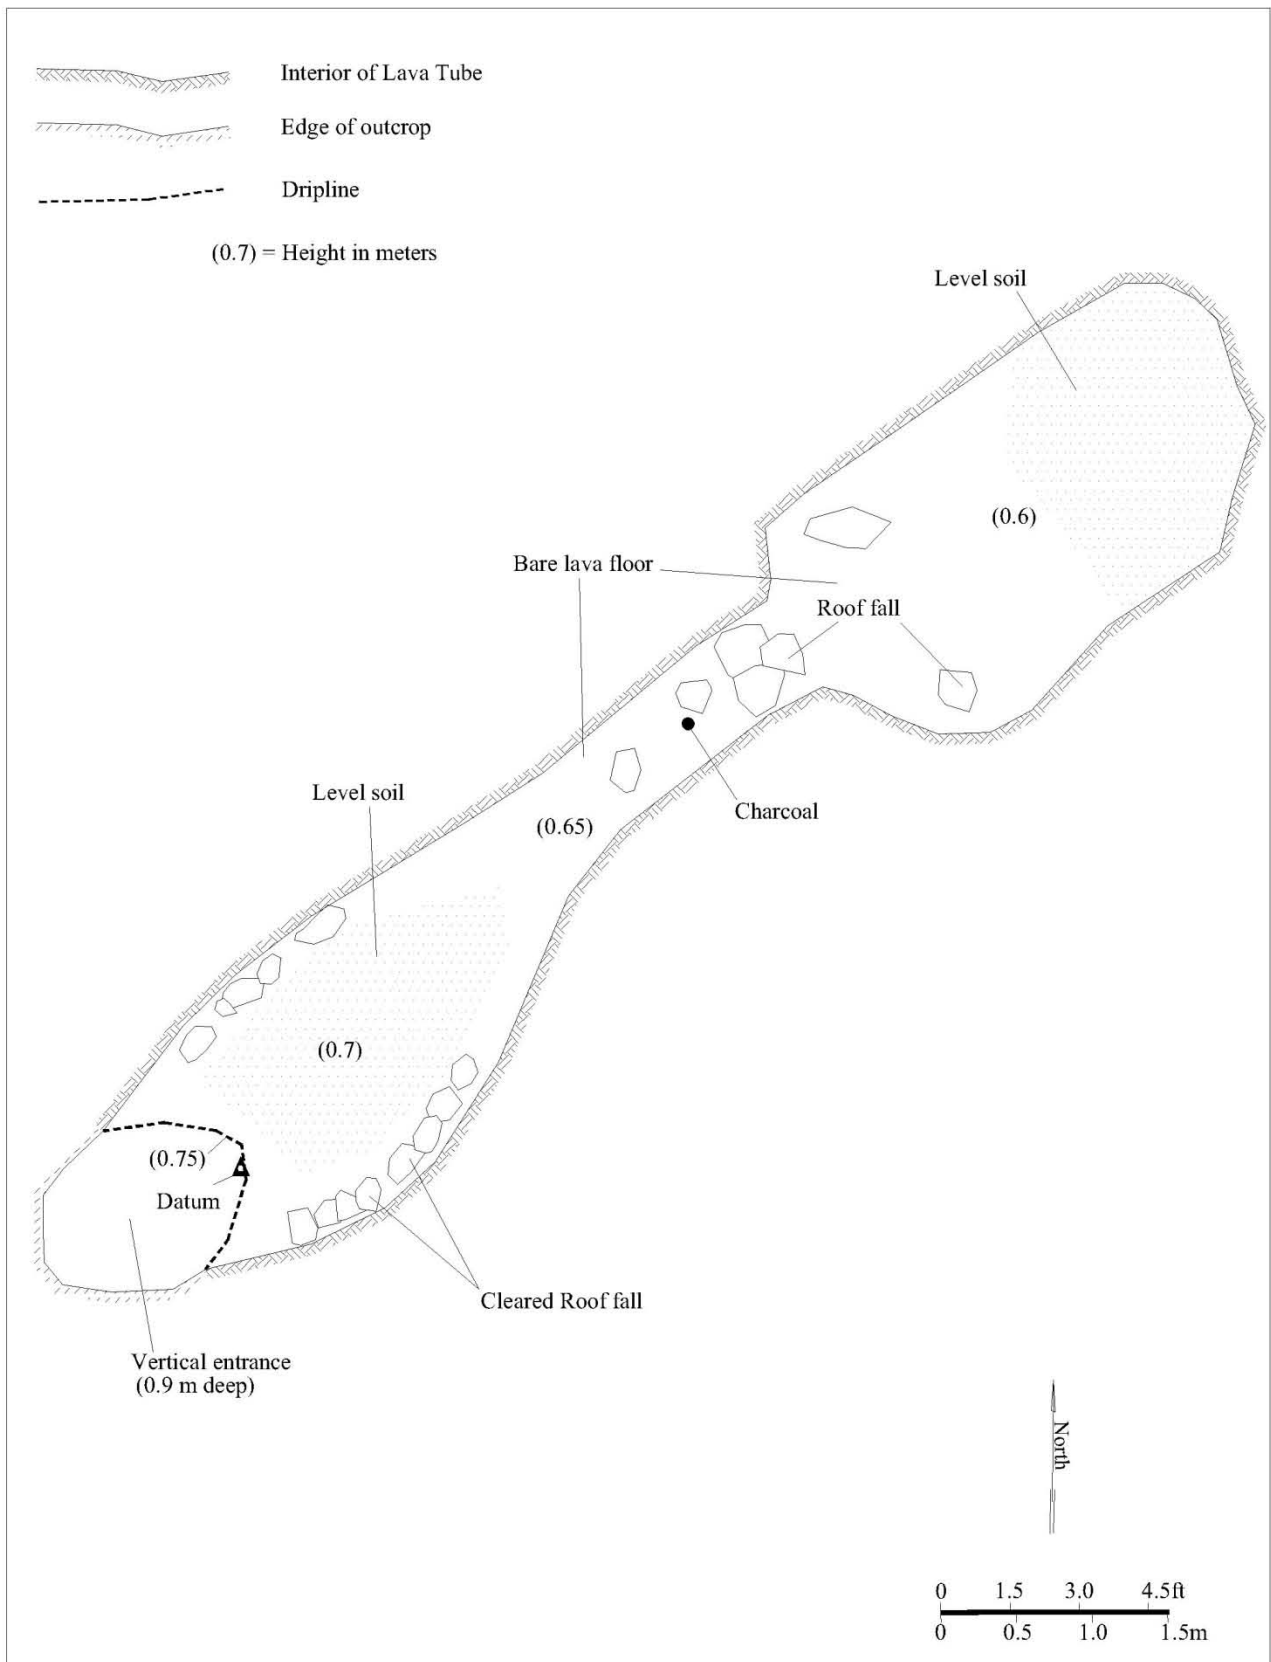 Interior of Lava Tube
Edge of outcrop
Dripline
(0.7) = Height in meters
Level soil
(0.6)
Bare lava floor
Roof fall
Level soil
Charcoal
(0.65)
(0.7)
(0.75)
Datum
Cleared Roof fall
Vertical entrance
(0.9 m deep)
North
0 1.5 3.0 4.5ft
0 0.5 1.0 1.5m